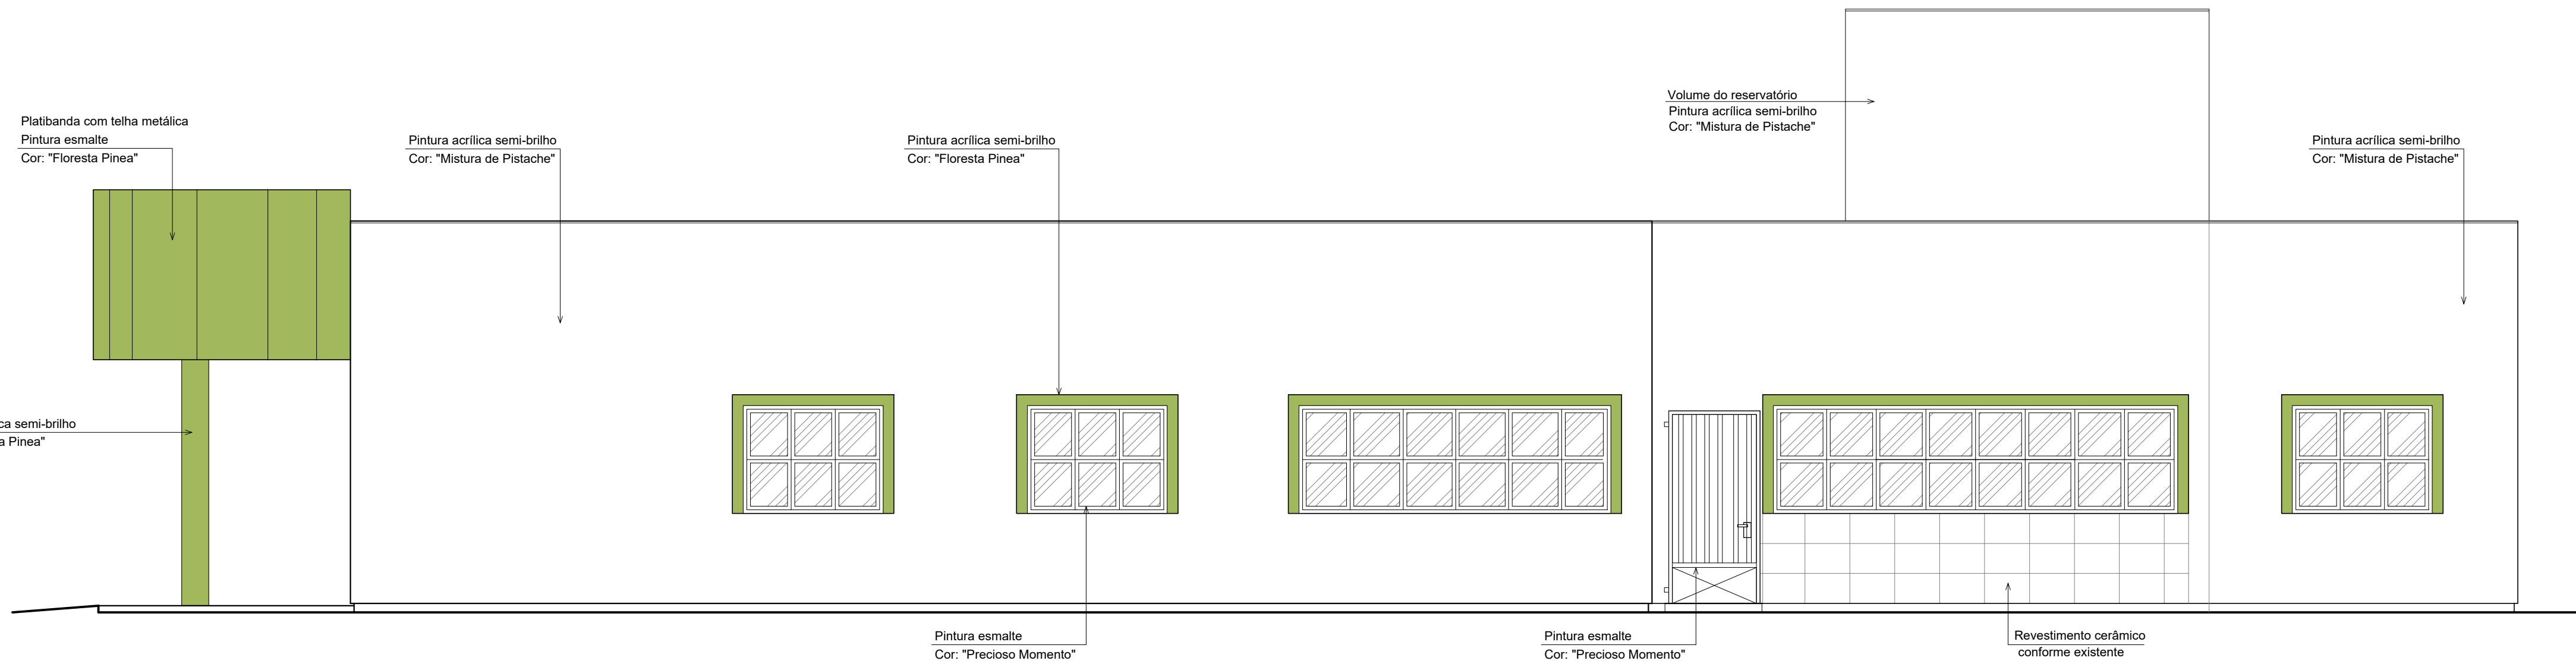 Platibanda com telha metálica
Pintura esmalte
Cor: "Floresta Pinea"
Pintura acrílica semi-brilho
Cor: "Mistura de Pistache"
Pintura acrílica semi-brilho
Cor: "Floresta Pinea"
Volume do reservatório
Pintura acrílica semi-brilho
Cor: "Mistura de Pistache"
Pintura acrílica semi-brilho
Cor: "Mistura de Pistache"
semi-brilho
Pinea"
Pintura esmalte
Cor: "Precioso Momento"
Pintura esmalte
Cor: "Precioso Momento"
Revestimento cerâmico
conforme existente